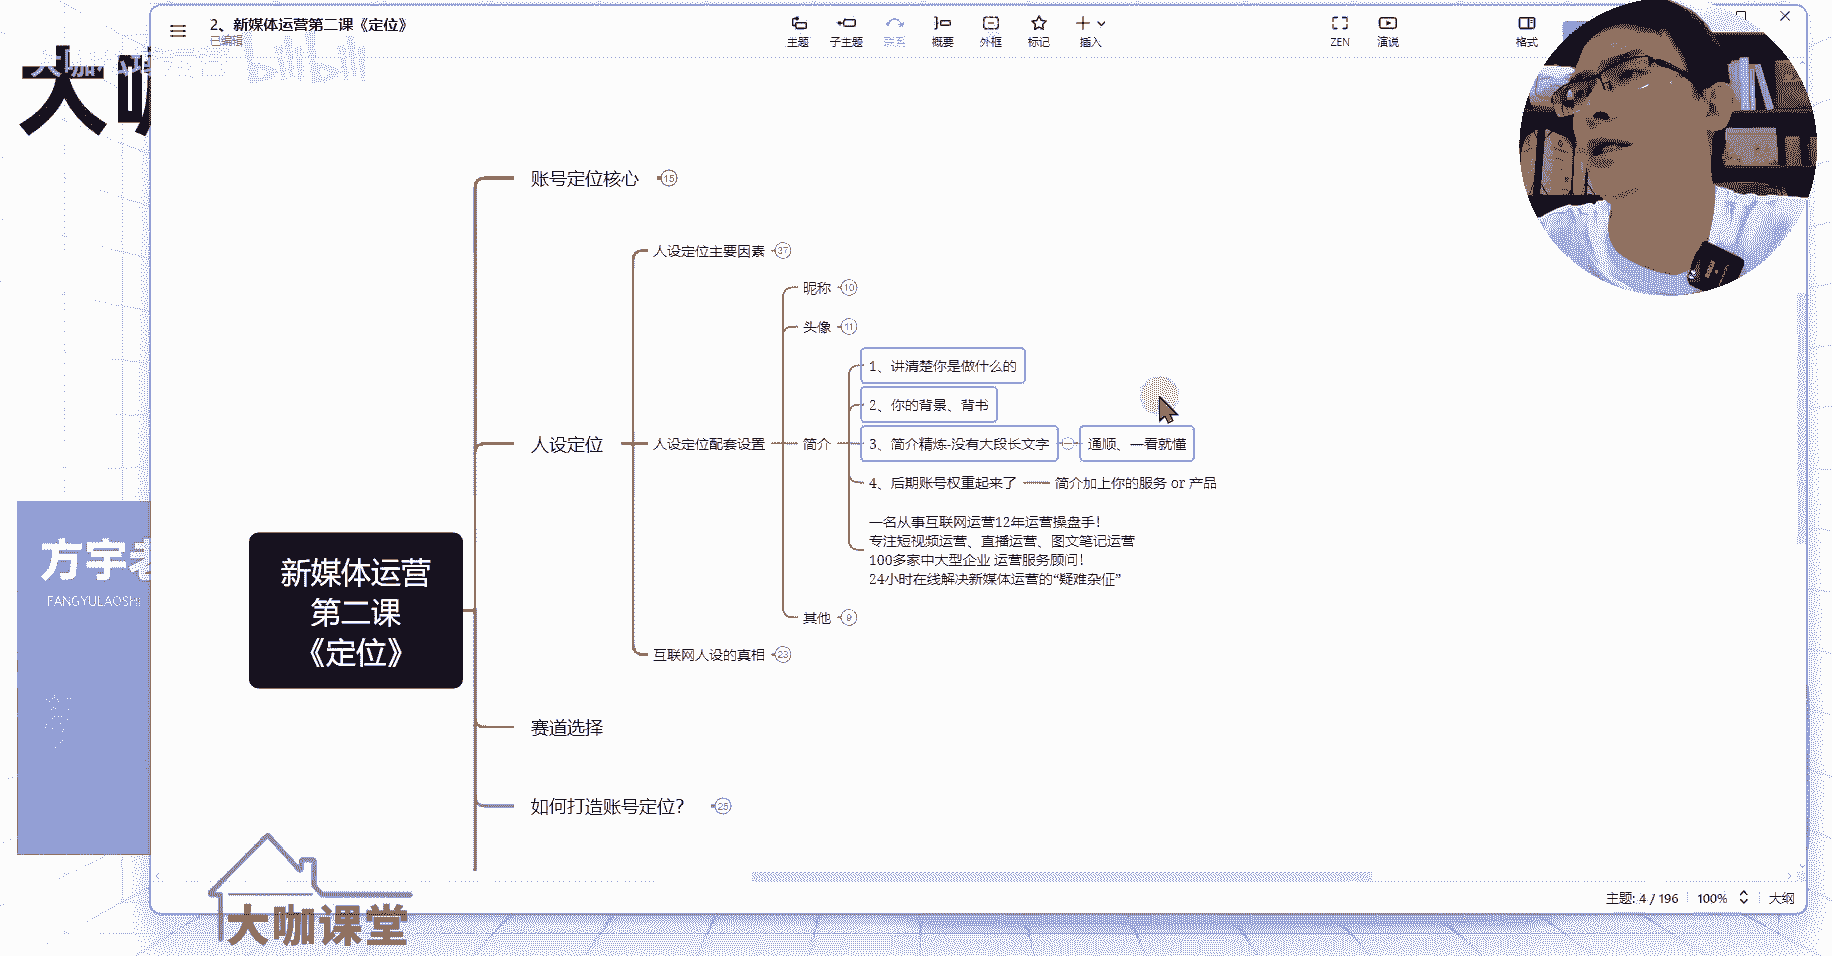 2、新媒体运营第二课《定位》
已编辑
主题
子主题
联系
概要
外框
标记
插入
ZEN
演说
格式
大咖
bilibili
账号定位核心 15
人设定位主要因素 37
昵称 10
头像 11
1、讲清楚你是做什么的
2、你的背景、背书
人设定位
人设定位配套设置
简介
3、简介精炼-没有大段长文字
通顺、一看就懂
4、后期账号权重起来了
简介加上你的服务 or 产品
一名从事互联网运营12年运营操盘手！
专注短视频运营、直播运营、图文笔记运营
100多家中大型企业 运营服务顾问！
24小时在线解决新媒体运营的“疑难杂征”
其他 9
互联网人设的真相 23
新媒体运营
第二课
《定位》
赛道选择
如何打造账号定位？ 25
方宇老
FANGYULAOSHI
大咖课堂
主题: 4 / 196
100%
大纲